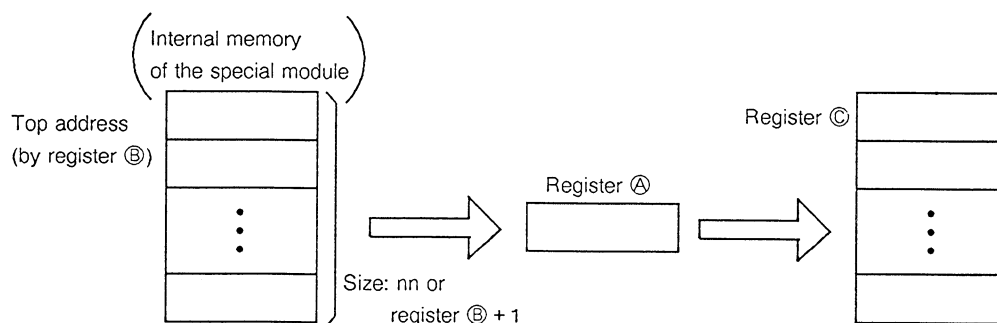 Internal memory
of the special module
Top address
(by register Ⓑ)
Register Ⓒ
Register Ⓐ
Size: nn or
register Ⓑ + 1